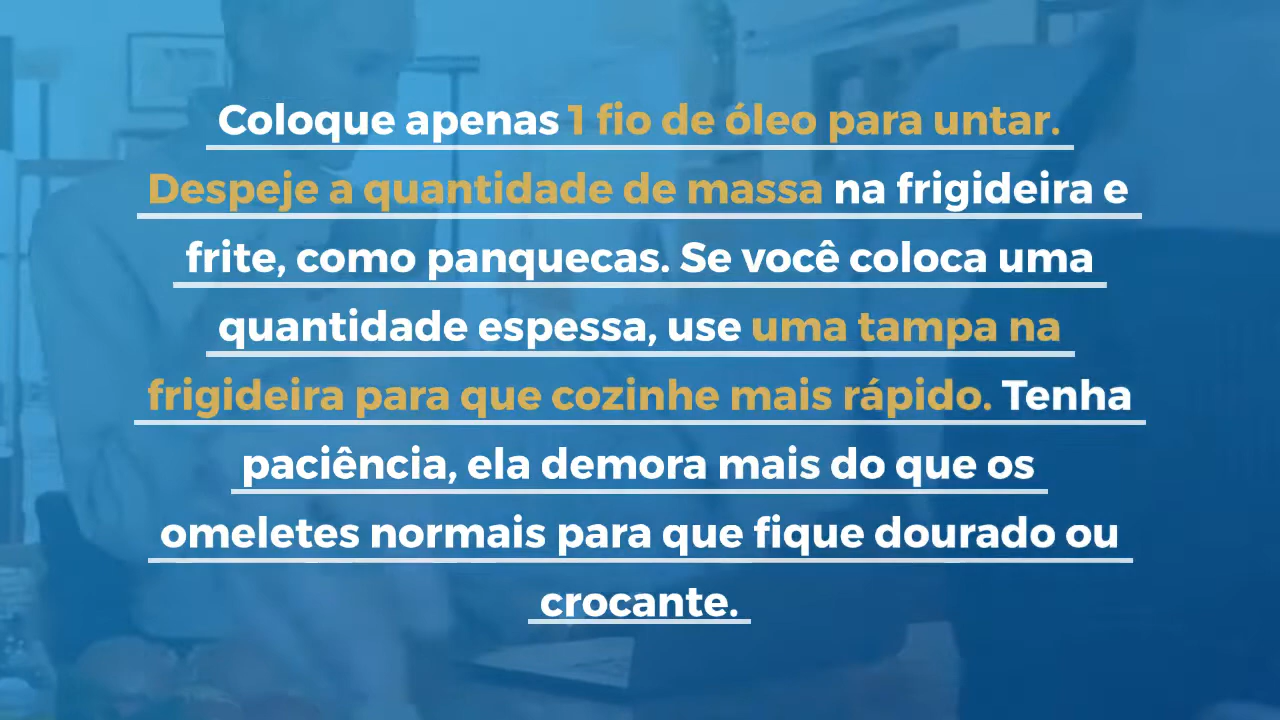 Coloque apenas 1 fio de óleo para untar.
Despeje a quantidade de massa na frigideira e
frite, como panquecas. Se você coloca uma
quantidade espessa, use uma tampa na
frigideira para que cozinhe mais rápido. Tenha
paciência, ela demora mais do que os
omeletes normais para que fique dourado ou
crocante.